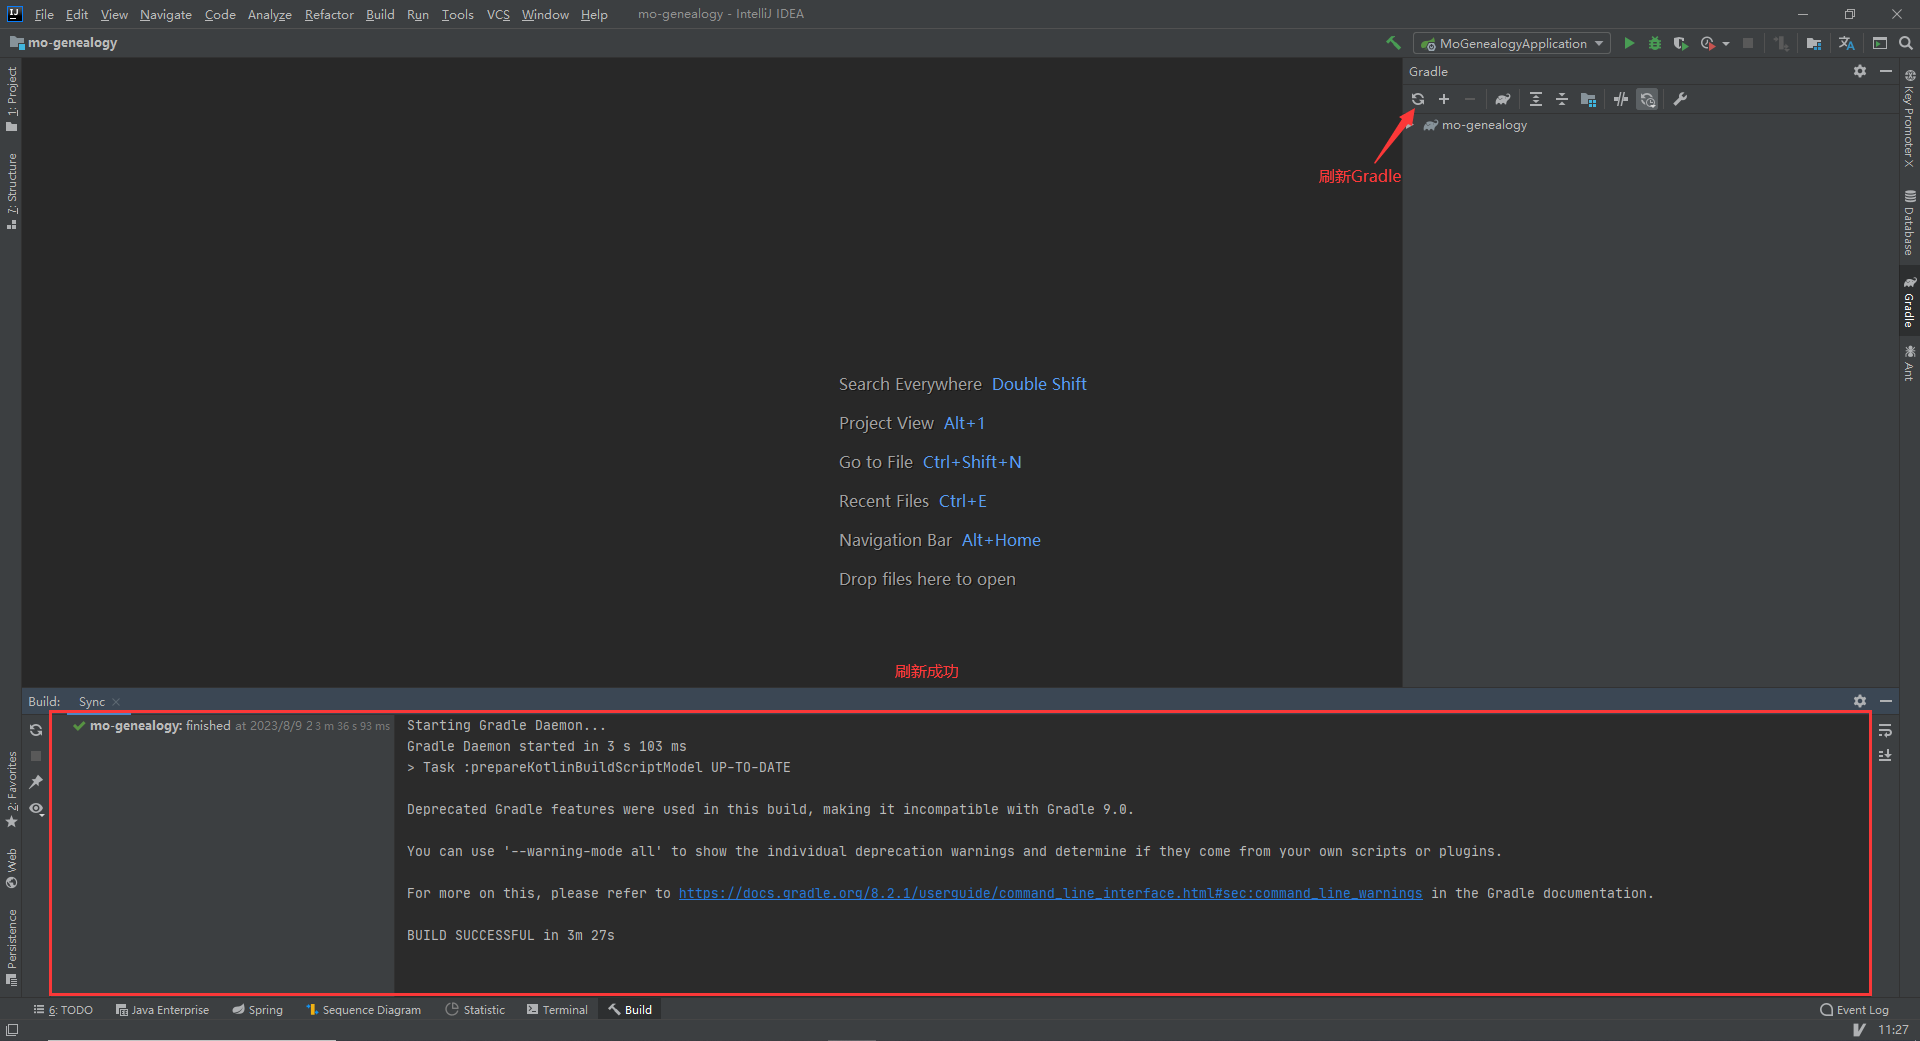 File Edit View Navigate Code Analyze Refactor Build Run Tools VCS Window Help mo-genealogy - IntelliJ IDEA
mo-genealogy
MoGenealogyApplication
1: Project
7: Structure
2: Favorites
Web
Persistence
Gradle
mo-genealogy
刷新Gradle
Key Promoter X
Database
Gradle
Ant
Search Everywhere Double Shift
Project View Alt+1
Go to File Ctrl+Shift+N
Recent Files Ctrl+E
Navigation Bar Alt+Home
Drop files here to open
刷新成功
Build: Sync
mo-genealogy: finished at 2023/8/9 2 3 m 36 s 93 ms
Starting Gradle Daemon...
Gradle Daemon started in 3 s 103 ms
> Task :prepareKotlinBuildScriptModel UP-TO-DATE
Deprecated Gradle features were used in this build, making it incompatible with Gradle 9.0.
You can use '--warning-mode all' to show the individual deprecation warnings and determine if they come from your own scripts or plugins.
For more on this, please refer to https://docs.gradle.org/8.2.1/userguide/command_line_interface.html#sec:command_line_warnings in the Gradle documentation.
BUILD SUCCESSFUL in 3m 27s
6: TODO Java Enterprise Spring Sequence Diagram Statistic Terminal Build Event Log
11:27